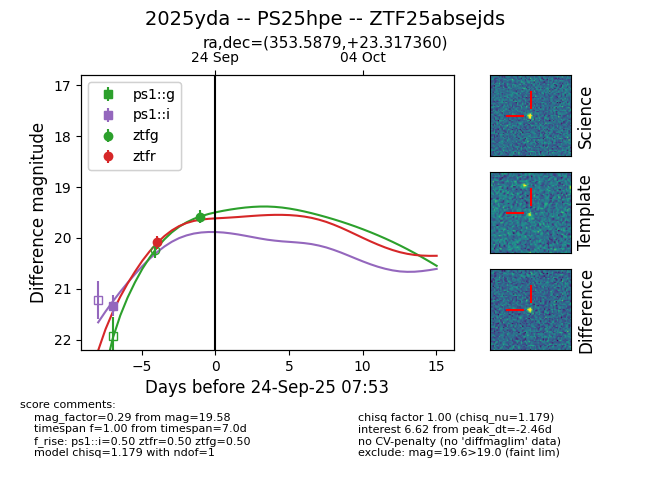 2025yda -- PS25hpe -- ZTF25absejds
ra,dec=(353.5879,+23.317360)
24 Sep
04 Oct
ps1::g
ps1::i
ztfg
ztfr
17
18
19
20
21
22
Difference magnitude
−5
0
5
10
15
Days before 24-Sep-25 07:53
Science
Template
Difference
score comments:
mag_factor=0.29 from mag=19.58
timespan f=1.00 from timespan=7.0d
f_rise: ps1::i=0.50 ztfr=0.50 ztfg=0.50
model chisq=1.179 with ndof=1
chisq factor 1.00 (chisq_nu=1.179)
interest 6.62 from peak_dt=-2.46d
no CV-penalty (no 'diffmaglim' data)
exclude: mag=19.6>19.0 (faint lim)